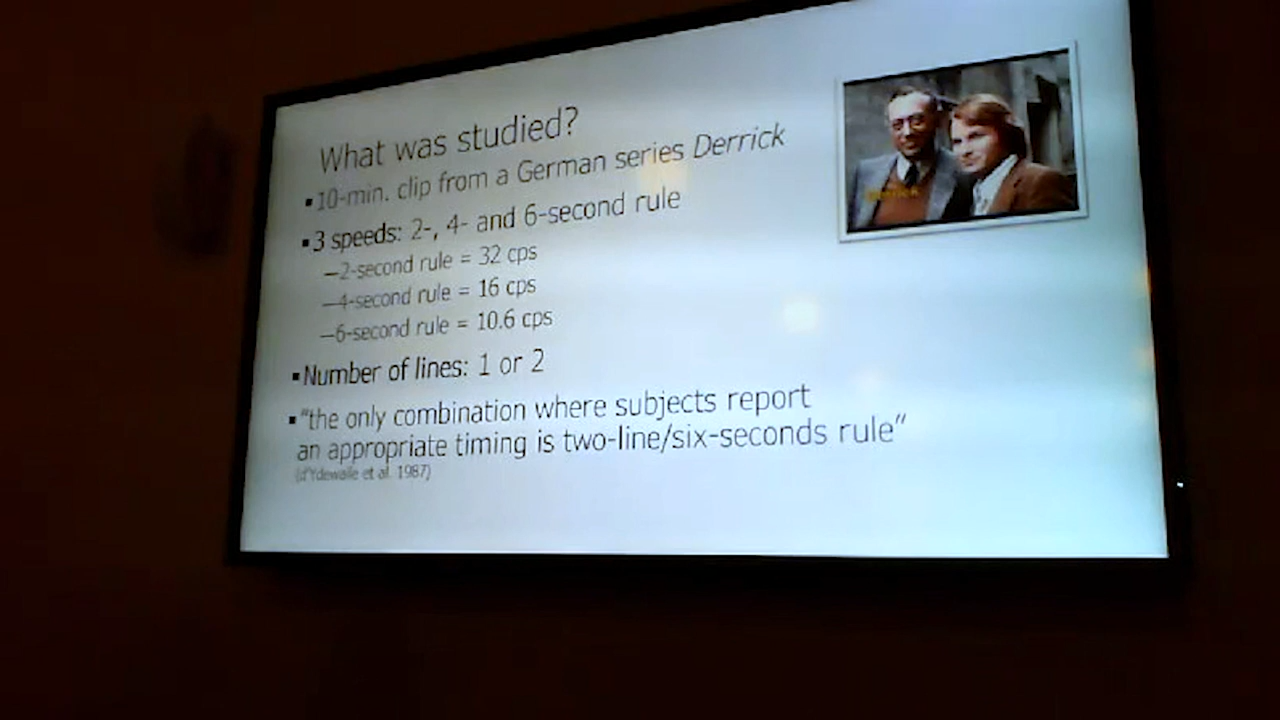 What was studied?
▪10-min. clip from a German series Derrick
▪3 speeds: 2-, 4- and 6-second rule
–2-second rule = 32 cps
–4-second rule = 16 cps
–6-second rule = 10.6 cps
▪Number of lines: 1 or 2
▪“the only combination where subjects report
an appropriate timing is two-line/six-seconds rule”
(d'Ydewalle et al. 1987)